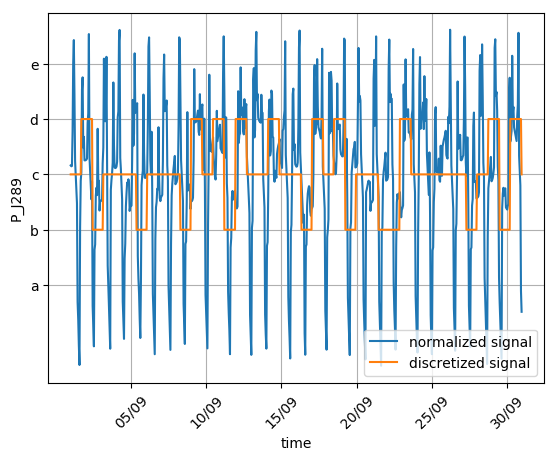 e
d
c
b
a
P_J289
normalized signal
discretized signal
05/09
10/09
15/09
20/09
25/09
30/09
time